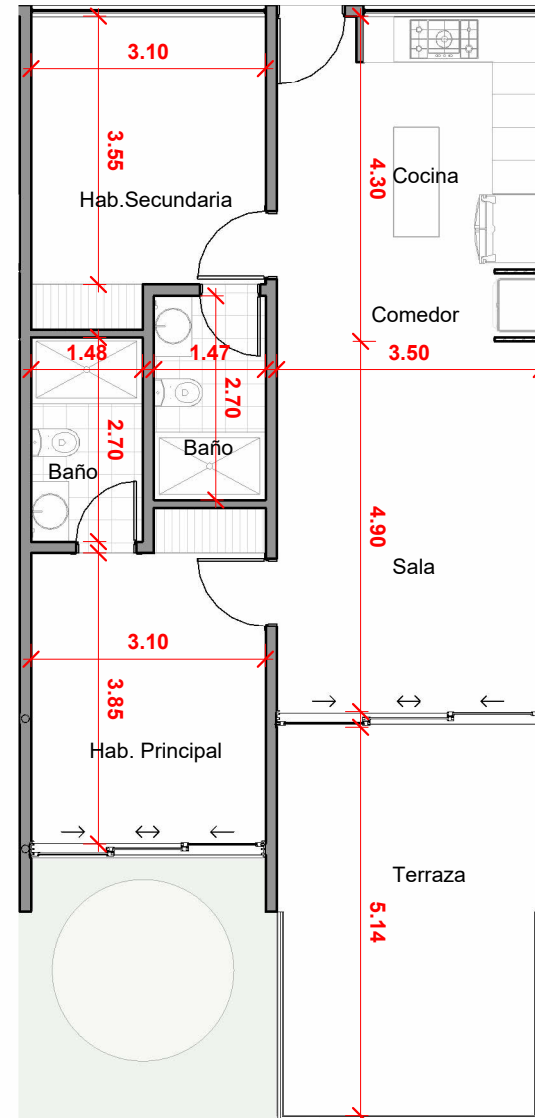 3.10
3.55
Hab.Secundaria
4.30
Cocina
Comedor
1.48
1.47
3.50
2.70
2.70
Baño
Baño
4.90
Sala
3.10
3.85
Hab. Principal
Terraza
5.14